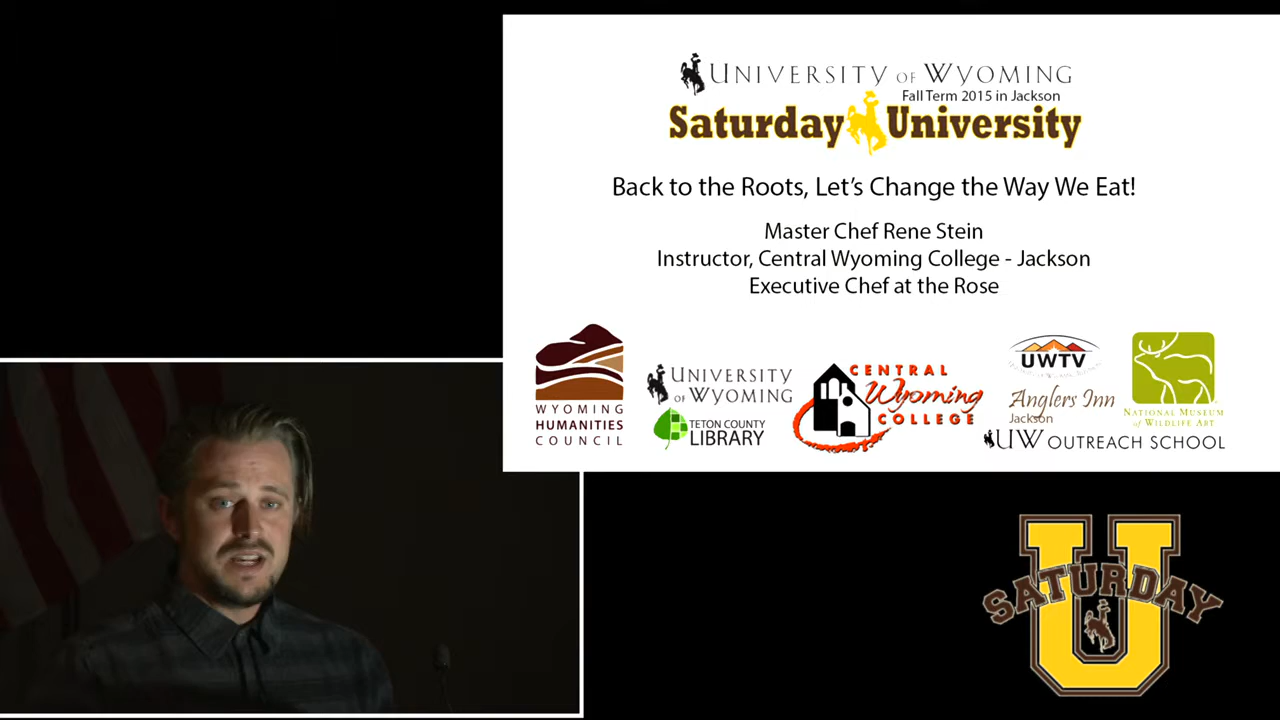 UNIVERSITY OF WYOMING
Fall Term 2015 in Jackson
Saturday University
Back to the Roots, Let's Change the Way We Eat!
Master Chef Rene Stein
Instructor, Central Wyoming College - Jackson
Executive Chef at the Rose
WYOMING
HUMANITIES
COUNCIL
UNIVERSITY
OF WYOMING
TETON COUNTY
LIBRARY
CENTRAL
Wyoming
COLLEGE
UWTV
Anglers Inn
Jackson
NATIONAL MUSEUM
of WILDLIFE ART
UW OUTREACH SCHOOL
U
SATURDAY